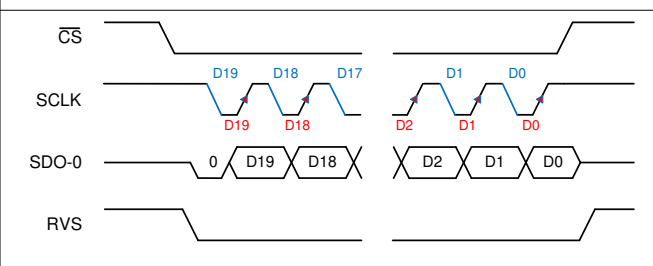 CS
D19 D18 D17 D1 D0
SCLK
D19 D18 D2 D1 D0
SDO-0 0 D19 D18 D2 D1 D0
RVS